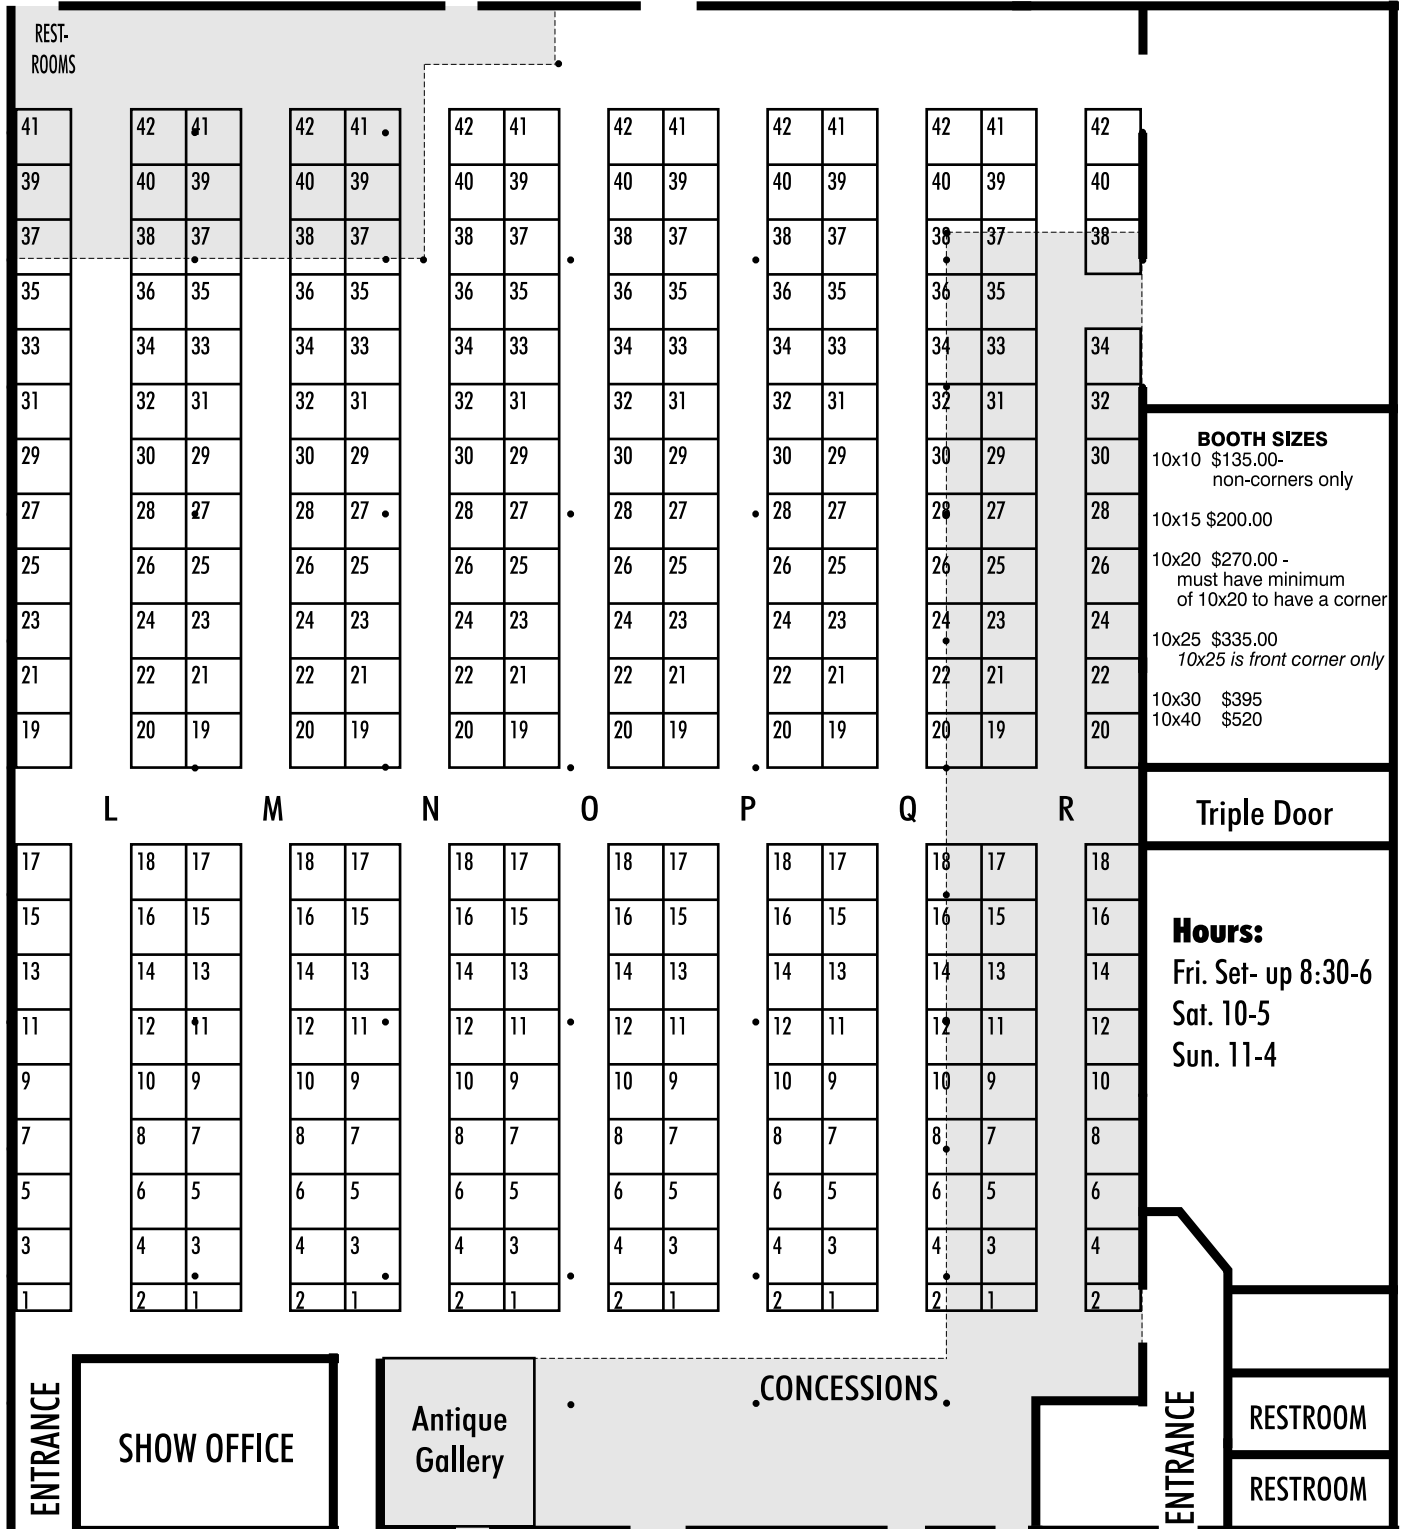 REST-
ROOMS
41 42 41 42 41 42 41 42 41 42 41 42 41 42
39 40 39 40 39 40 39 40 39 40 39 40 39 40
37 38 37 38 37 38 37 38 37 38 37 38 37 38
35 36 35 36 35 36 35 36 35 36 35 36 35
33 34 33 34 33 34 33 34 33 34 33 34 33 34
31 32 31 32 31 32 31 32 31 32 31 32 31 32
29 30 29 30 29 30 29 30 29 30 29 30 29 30
27 28 27 28 27 28 27 28 27 28 27 28 27 28
25 26 25 26 25 26 25 26 25 26 25 26 25 26
23 24 23 24 23 24 23 24 23 24 23 24 23 24
21 22 21 22 21 22 21 22 21 22 21 22 21 22
19 20 19 20 19 20 19 20 19 20 19 20 19 20
BOOTH SIZES
10x10 $135.00-
non-corners only
10x15 $200.00
10x20 $270.00 -
must have minimum
of 10x20 to have a corner
10x25 $335.00
10x25 is front corner only
10x30 $395
10x40 $520
L M N O P Q R
Triple Door
17 18 17 18 17 18 17 18 17 18 17 18 17 18
15 16 15 16 15 16 15 16 15 16 15 16 15 16
13 14 13 14 13 14 13 14 13 14 13 14 13 14
11 12 11 12 11 12 11 12 11 12 11 12 11 12
9 10 9 10 9 10 9 10 9 10 9 10 9 10
7 8 7 8 7 8 7 8 7 8 7 8 7 8
5 6 5 6 5 6 5 6 5 6 5 6 5 6
3 4 3 4 3 4 3 4 3 4 3 4 3 4
1 2 1 2 1 2 1 2 1 2 1 2 1 2
Hours:
Fri. Set- up 8:30-6
Sat. 10-5
Sun. 11-4
ENTRANCE
SHOW OFFICE
Antique
Gallery
CONCESSIONS
ENTRANCE
RESTROOM
RESTROOM